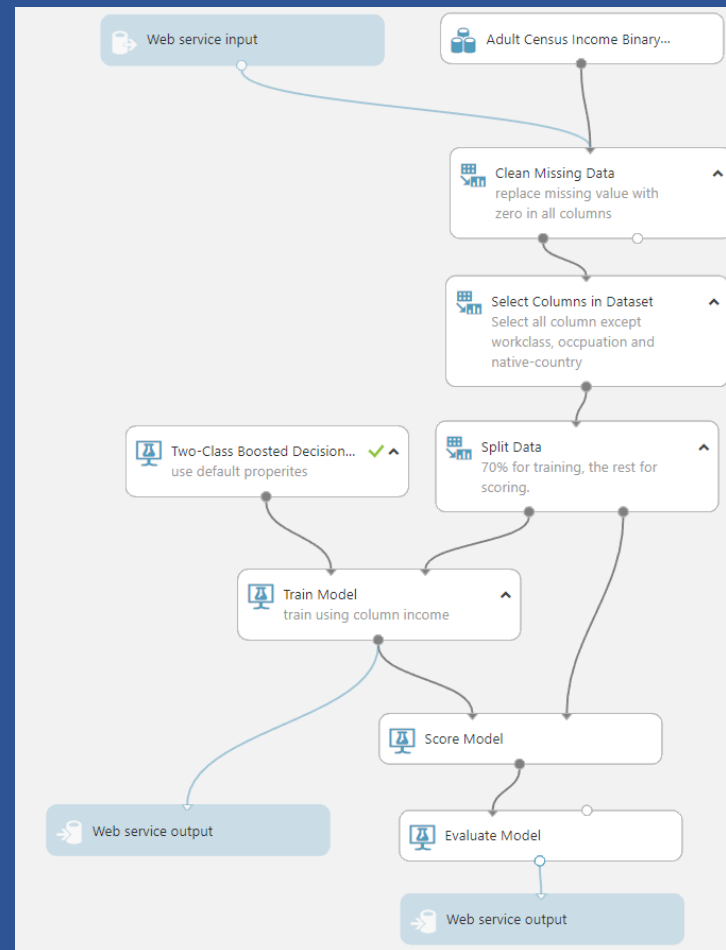 Web service input
Adult Census Income Binary...
Clean Missing Data
replace missing value with
zero in all columns
Select Columns in Dataset
Select all column except
workclass, occpuation and
native-country
Two-Class Boosted Decision...
use default properites
Split Data
70% for training, the rest for
scoring.
Train Model
train using column income
Score Model
Web service output
Evaluate Model
Web service output